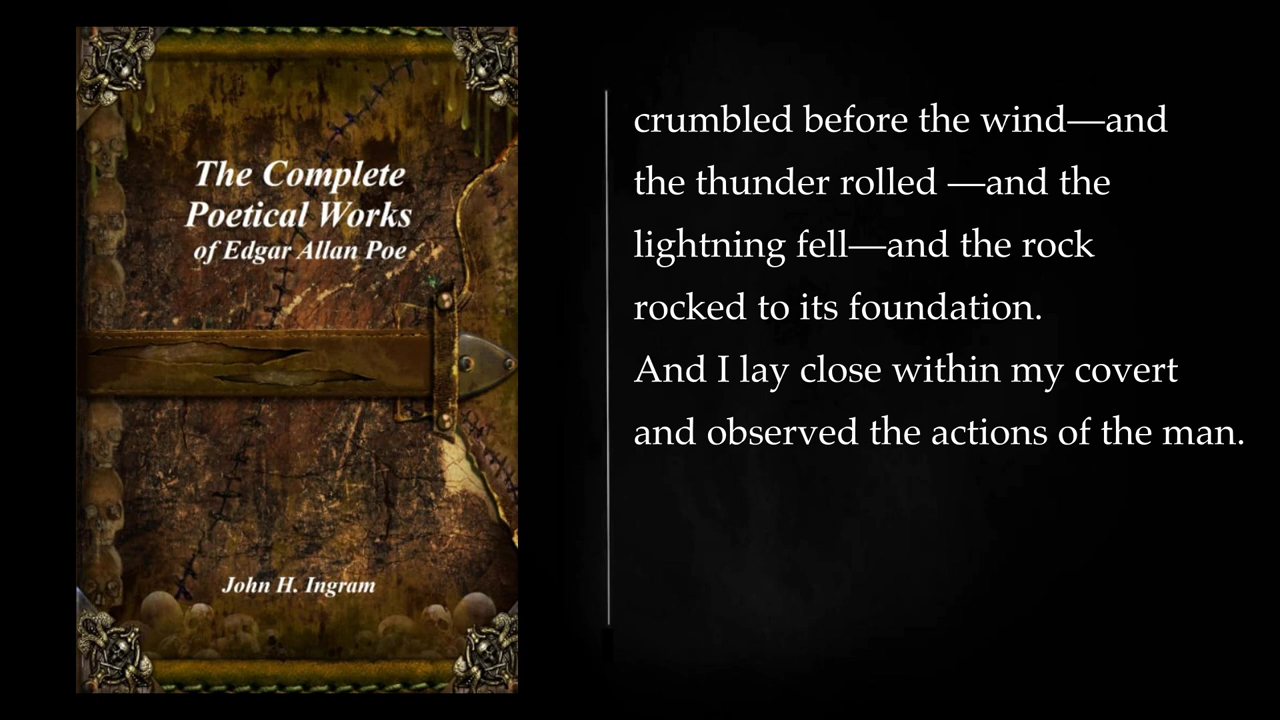 The Complete
Poetical Works
of Edgar Allan Poe
John H. Ingram
crumbled before the wind—and
the thunder rolled —and the
lightning fell—and the rock
rocked to its foundation.
And I lay close within my covert
and observed the actions of the man.